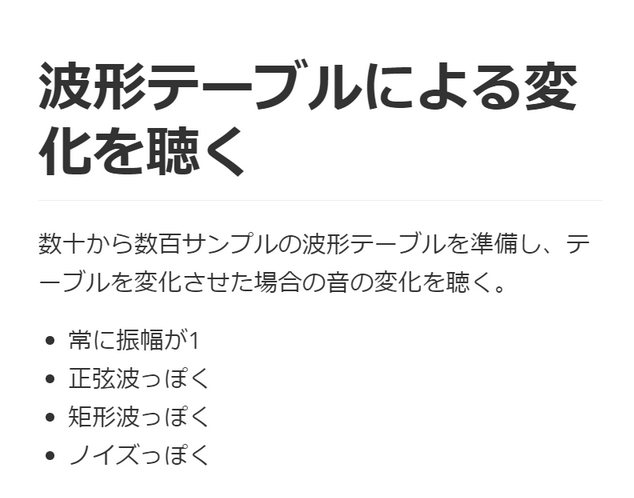 波形テーブルによる変
化を聴く
数十から数百サンプルの波形テーブルを準備し、テ
ーブルを変化させた場合の音の変化を聴く。
• 常に振幅が1
• 正弦波っぽく
• 矩形波っぽく
• ノイズっぽく